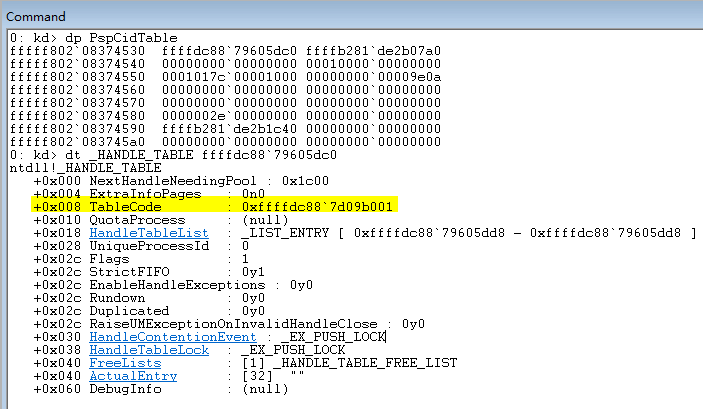 Command
0: kd> dp PspCidTable
fffff802`08374530  ffffdc88`79605dc0 ffffb281`de2b07a0
fffff802`08374540  00000000`00000000 00010000`00000000
fffff802`08374550  0001017c`00001000 00000000`00009e0a
fffff802`08374560  00000000`00000000 00000000`00000000
fffff802`08374570  00000000`00000000 00000000`00000000
fffff802`08374580  0000002e`00000000 00000000`00000000
fffff802`08374590  ffffb281`de2b1c40 00000000`00000000
fffff802`083745a0  00000000`00000000 00000000`00000000
0: kd> dt _HANDLE_TABLE ffffdc88`79605dc0
ntdll!_HANDLE_TABLE
+0x000 NextHandleNeedingPool : 0x1c00
+0x004 ExtraInfoPages   : 0n0
+0x008 TableCode        : 0xffffdc88`7d09b001
+0x010 QuotaProcess     : (null)
+0x018 HandleTableList  : _LIST_ENTRY [ 0xffffdc88`79605dd8 - 0xffffdc88`79605dd8 ]
+0x028 UniqueProcessId  : 0
+0x02c Flags            : 1
+0x02c StrictFIFO       : 0y1
+0x02c EnableHandleExceptions : 0y0
+0x02c Rundown          : 0y0
+0x02c Duplicated       : 0y0
+0x02c RaiseUMExceptionOnInvalidHandleClose : 0y0
+0x030 HandleContentionEvent : _EX_PUSH_LOCK
+0x038 HandleTableLock  : _EX_PUSH_LOCK
+0x040 FreeLists        : [1] _HANDLE_TABLE_FREE_LIST
+0x040 ActualEntry      : [32]  ""
+0x060 DebugInfo        : (null)